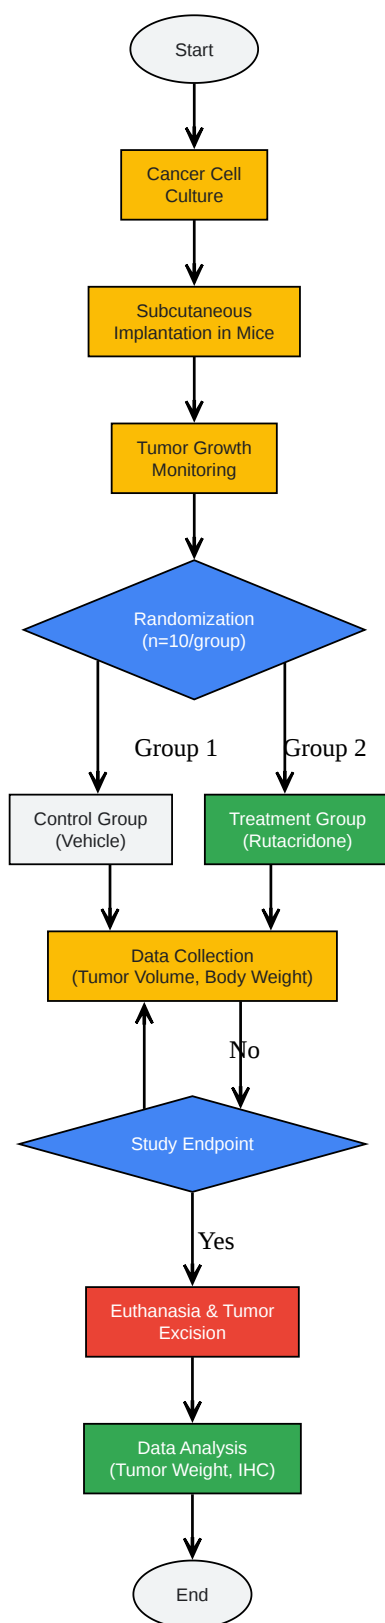 Start
Cancer Cell
Culture
Subcutaneous
Implantation in Mice
Tumor Growth
Monitoring
Randomization
(n=10/group)
Group 1
Group 2
Control Group
(Vehicle)
Treatment Group
(Rutacridone)
Data Collection
(Tumor Volume, Body Weight)
No
Study Endpoint
Yes
Euthanasia & Tumor
Excision
Data Analysis
(Tumor Weight, IHC)
End